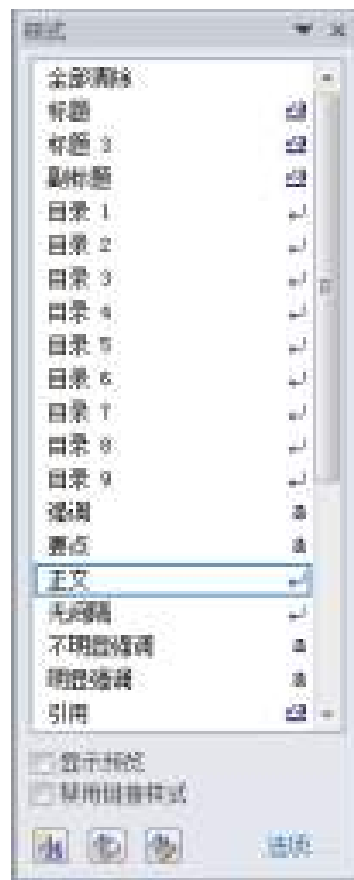 样式
全部清除
标题
标题 3
副标题
目录 1
目录 2
目录 3
目录 4
目录 5
目录 6
目录 7
目录 8
目录 9
强调
要点
正文
无间隔
不明显强调
明显强调
引用
显示预览
禁用链接样式
选项